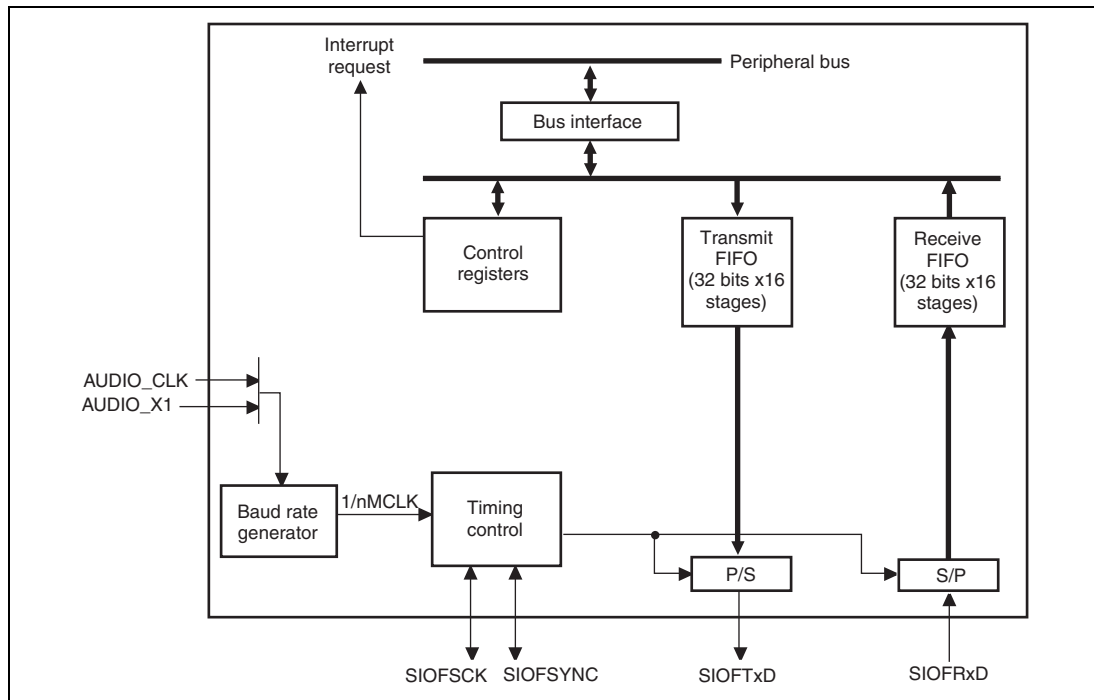 Interrupt
request
Peripheral bus
Bus interface
Control
registers
Transmit
FIFO
(32 bits x16
stages)
Receive
FIFO
(32 bits x16
stages)
AUDIO_CLK
AUDIO_X1
Baud rate
generator
1/nMCLK
Timing
control
P/S
S/P
SIOFSCK
SIOFSYNC
SIOFTxD
SIOFRxD